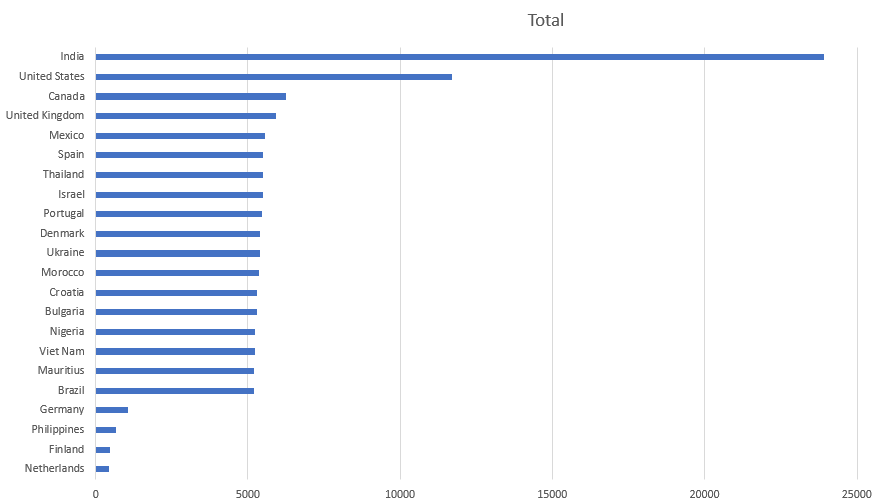 Total
India
United States
Canada
United Kingdom
Mexico
Spain
Thailand
Israel
Portugal
Denmark
Ukraine
Morocco
Croatia
Bulgaria
Nigeria
Viet Nam
Mauritius
Brazil
Germany
Philippines
Finland
Netherlands
0 5000 10000 15000 20000 25000